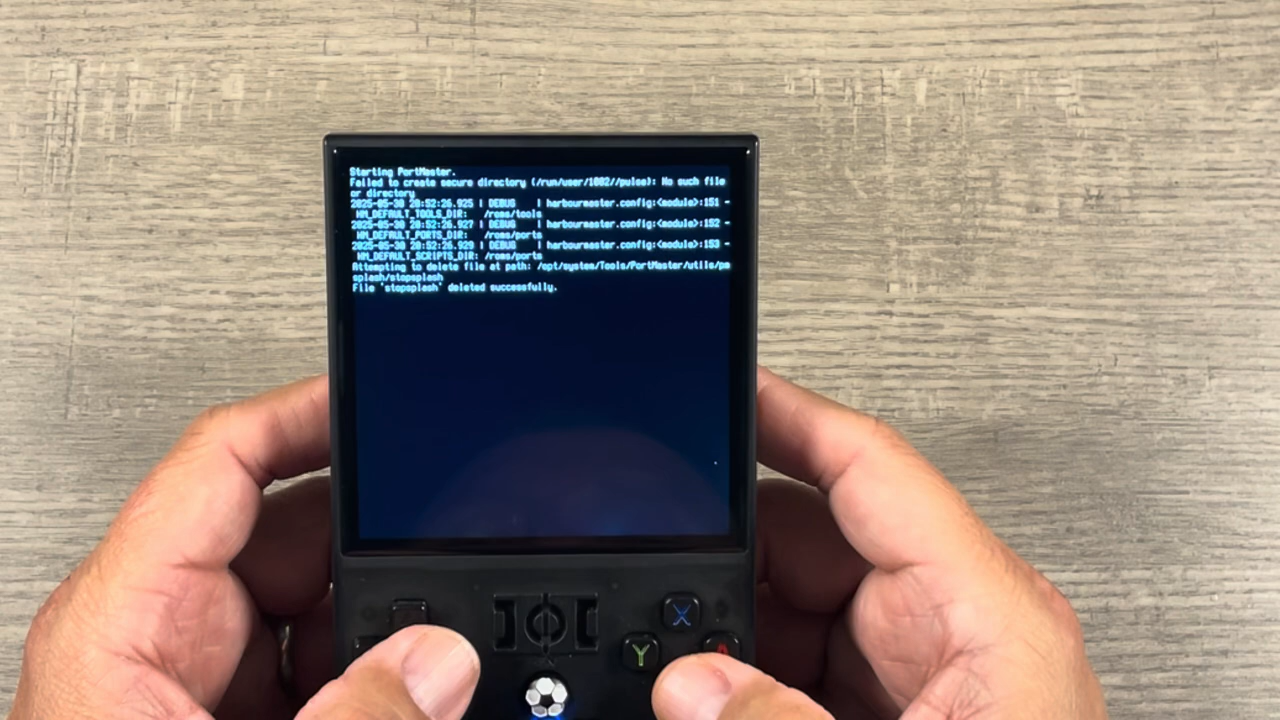 Starting PortMaster.
Failed to create secure directory (/run/user/1002//pulse): No such file
or directory
2025-05-30 20:52:26.925 | DEBUG    | harbourmaster.config:<module>:151 -
HM_DEFAULT_TOOLS_DIR:   /roms/tools
2025-05-30 20:52:26.927 | DEBUG    | harbourmaster.config:<module>:152 -
HM_DEFAULT_PORTS_DIR:   /roms/ports
2025-05-30 20:52:26.929 | DEBUG    | harbourmaster.config:<module>:153 -
HM_DEFAULT_SCRIPTS_DIR: /roms/ports
Attempting to delete file at path: /opt/system/Tools/PortMaster/utils/pm
splash/stopsplash
File 'stopsplash' deleted successfully.
X
Y
A